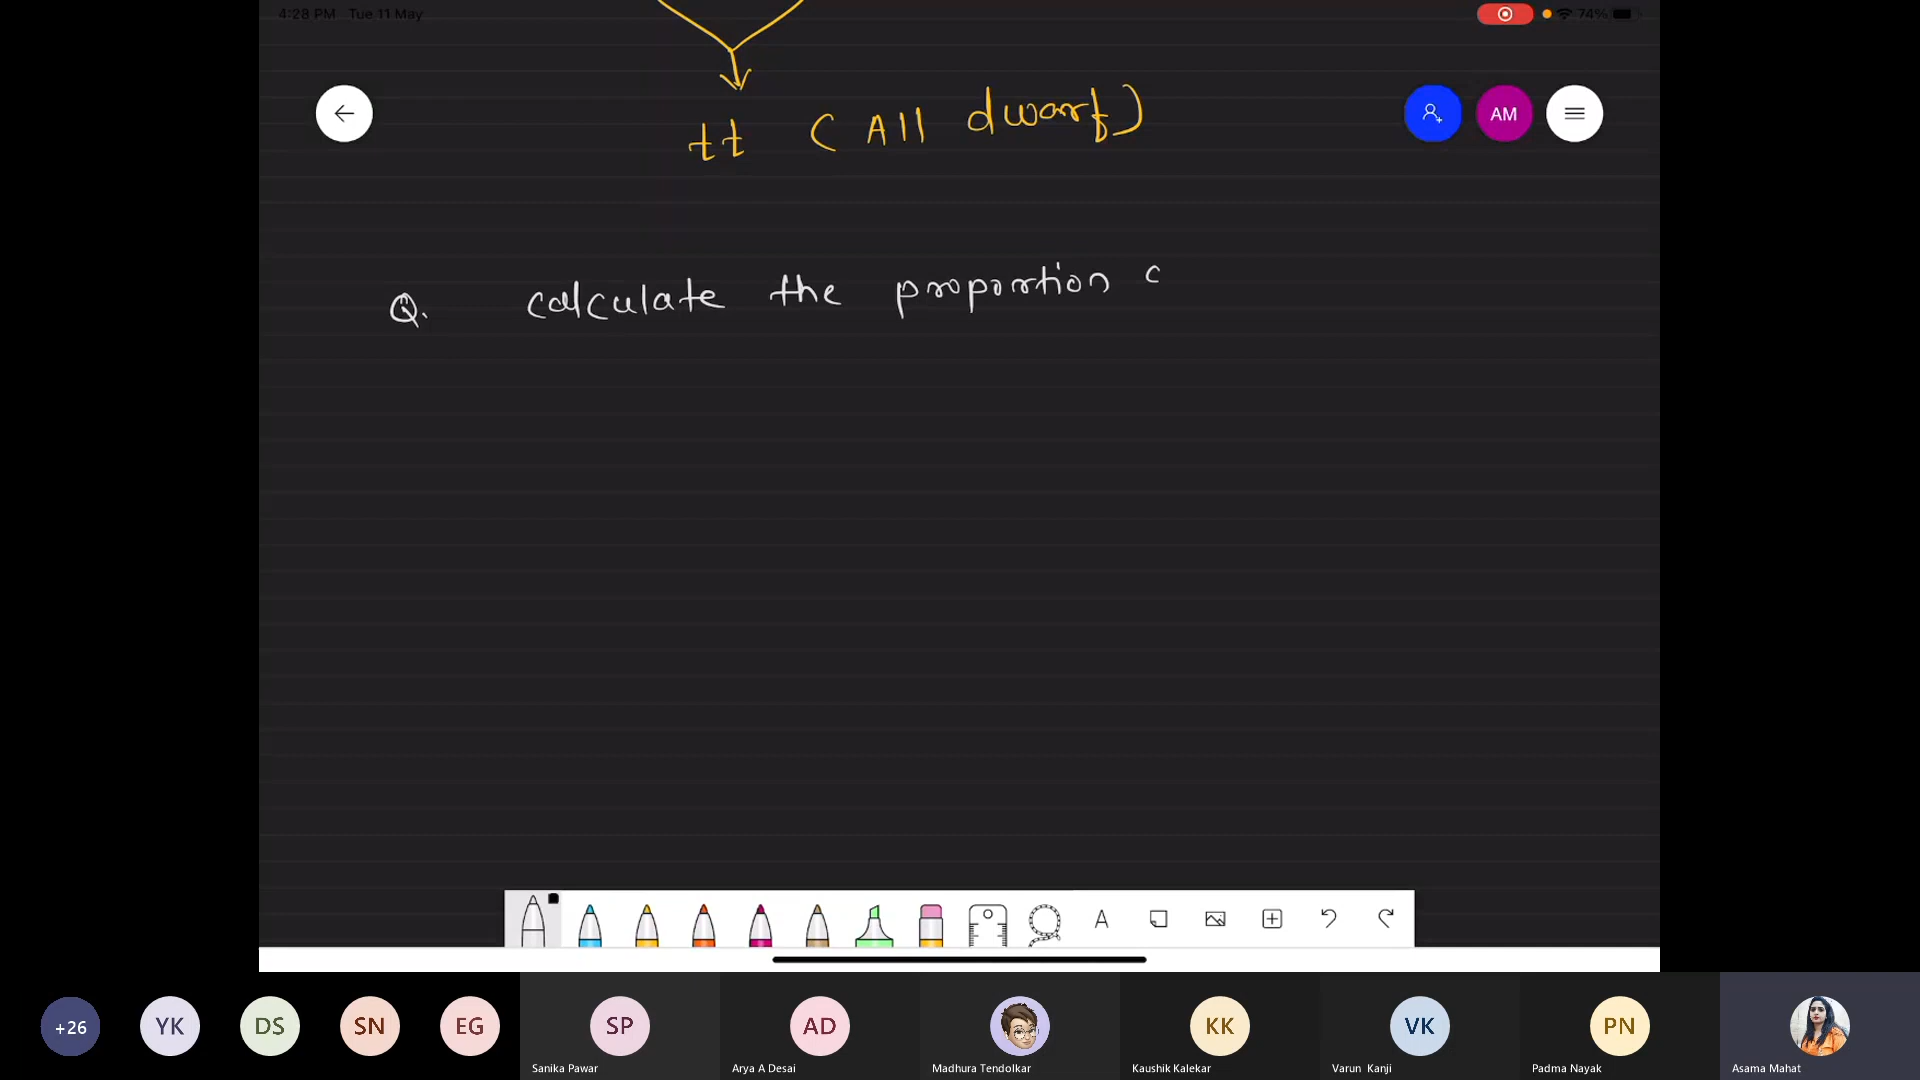 4:28 PM Tue 11 May
74%
tt (All dwarf)
AM
Q. calculate the proportion o
A
+26
YK
DS
SN
EG
SP
AD
KK
VK
PN
Sanika Pawar
Arya A Desai
Madhura Tendolkar
Kaushik Kalekar
Varun Kanji
Padma Nayak
Asama Mahat